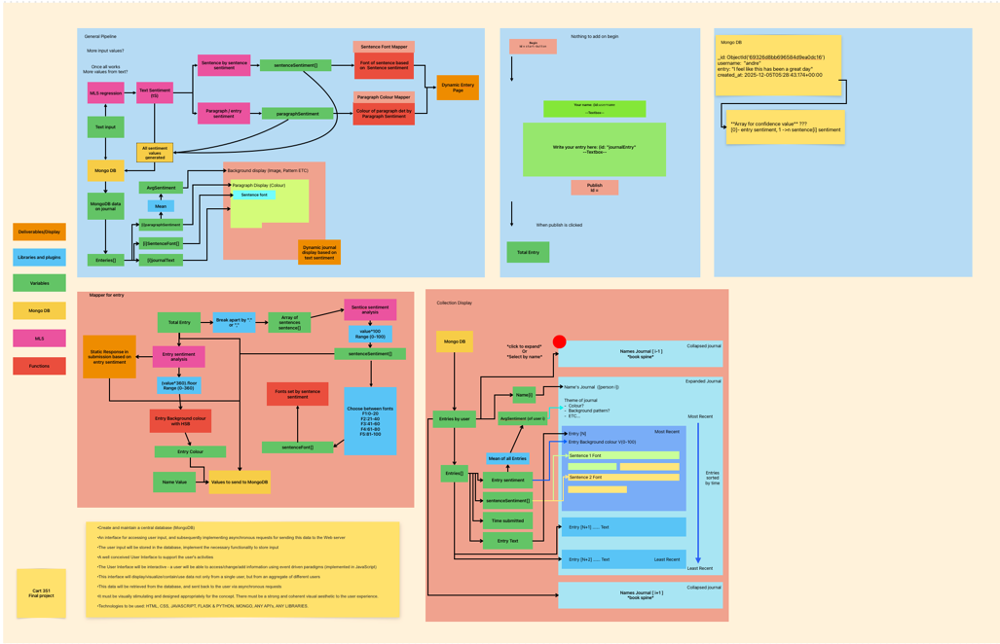 General Pipeline
More input values?
Once all works
More values from text?
MLS regression
Text Sentiment
(IS)
Sentence by sentence
sentiment
sentenceSentiment[]
Sentence Font Mapper
Font of sentence based
on Sentence sentiment
Paragraph / entry
sentiment
paragraphSentiment
Paragraph Colour Mapper
Colour of paragraph det by
Paragraph Sentiment
Dynamic Entery
Page
Text input
All sentiment
values
generated
Mongo DB
MongoDB data
on journal
Enteries[]
AvgSentiment
Mean
[i]paragraphSentiment
[i]SentenceFont[]
[i]journalText
Background display (Image, Pattern ETC)
Paragraph Display (Colour)
Sentence font
Dynamic journal
display based on
text sentiment
Nothing to add on begin
Begin
Your name:
--Textbox--
Write your entry here: (id: "journalEntry"
--Textbox--
Publish
id =
When publish is clicked
Total Entry
Mongo DB
_id: ObjectId('69326d8bb696584d9ea0dc16')
username: "andre"
entry: "I feel like this has been a great day"
created_at: 2025-12-05T05:28:43.174+00:00
**Array for confidence value** ???
[0]- entry sentiment, 1 ->n sentence[i] sentiment
Deliverables/Display
Libraries and plugins
Variables
Mongo DB
MLS
Functions
Mapper for entry
Total Entry
Break apart by "."
or ","
Array of
sentences
sentence[]
Sentice sentiment
analysis
value*100
Range (0-100)
sentenceSentiment[]
Static Response in
submission based on
entry sentiment
Entry sentiment
analysis
(value*360).floor
Range (0-360)
Entry Background colour
with HSB
Entry Colour
Name Value
Values to send to MongoDB
Fonts set by sentence
sentiment
Choose between fonts
F1:0-20
F2:21-40
F3:41-60
F4:61-80
F5:81-100
sentenceFont[]
Collection Display
Mongo DB
*click to expand*
Or
*Select by name*
Collapsed journal
Names Journal [ i-1 ]
*book spine*
Expanded Journal
Name[i]
Name's Journal ([person-i])
Entries by user
AvgSentiment (of user i)
Theme of journal
- Colour?
- Background pattern?
- ETC...
Most Recent
Entry [N]
Most Recent
Entry Background colour V(0-100)
Mean of all Entries
Sentence 1 Font
Entries[]
Entry sentiment
Sentence 2 Font
Entries
sorted
by time
sentenceSentiment[]
Time submitted
Entry [N+1] ...... Text
Entry Text
Entry [N+2] ...... Text
Least Recent
Least Recent
Collapsed journal
Names Journal [ i+1 ]
*book spine*
Cart 351
Final project
•Create and maintain a central database (MongoDB)
•An interface for accessing user input, and subsequently implementing asynchronous requests for sending this data to the Web server
•The user input will be stored in the database, implement the necessary functionality to store input
•A well conceived User Interface to support the user's activities
•The User Interface will be interactive - a user will be able to access/change/add information using event driven paradigms (implemented in JavaScript)
•This interface will display/visualize/contain/use data not only from a single user, but from an aggregate of different users
•This data will be retrieved from the database, and sent back to the user via asynchronous requests
•It must be visually stimulating and designed appropriately for the concept. There must be a strong and coherent visual aesthetic to the user experience.
•Technologies to be used: HTML, CSS, JAVASCRIPT, FLASK & PYTHON, MONGO, ANY API's, ANY LIBRARIES.